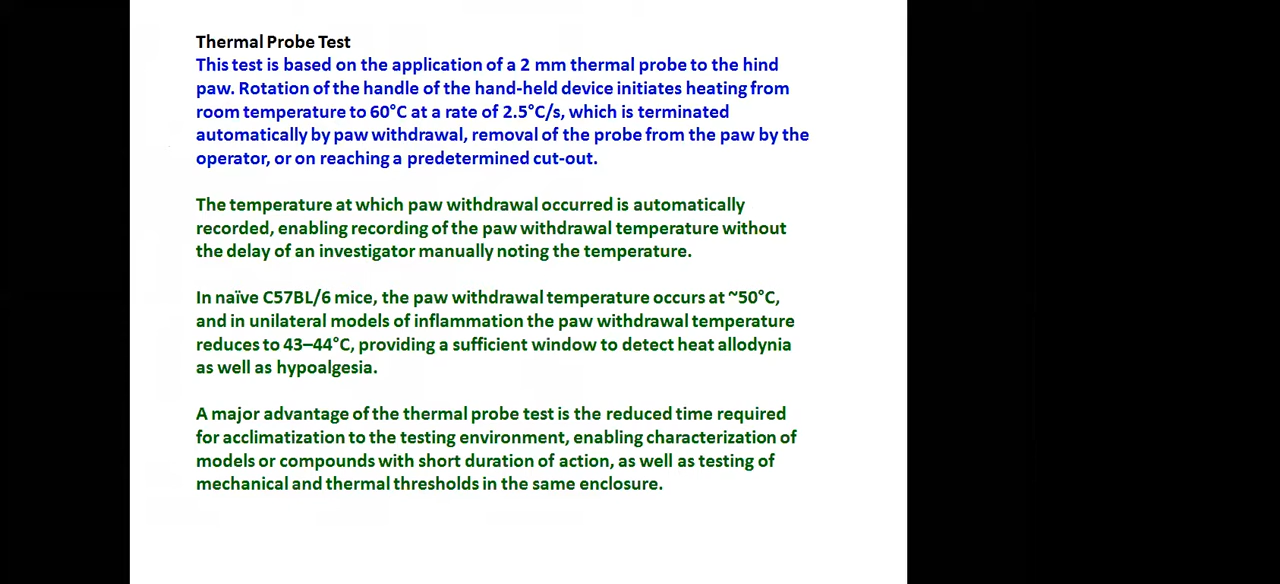 Thermal Probe Test
This test is based on the application of a 2 mm thermal probe to the hind
paw. Rotation of the handle of the hand-held device initiates heating from
room temperature to 60°C at a rate of 2.5°C/s, which is terminated
automatically by paw withdrawal, removal of the probe from the paw by the
operator, or on reaching a predetermined cut-out.
The temperature at which paw withdrawal occurred is automatically
recorded, enabling recording of the paw withdrawal temperature without
the delay of an investigator manually noting the temperature.
In naïve C57BL/6 mice, the paw withdrawal temperature occurs at ~50°C,
and in unilateral models of inflammation the paw withdrawal temperature
reduces to 43–44°C, providing a sufficient window to detect heat allodynia
as well as hypoalgesia.
A major advantage of the thermal probe test is the reduced time required
for acclimatization to the testing environment, enabling characterization of
models or compounds with short duration of action, as well as testing of
mechanical and thermal thresholds in the same enclosure.